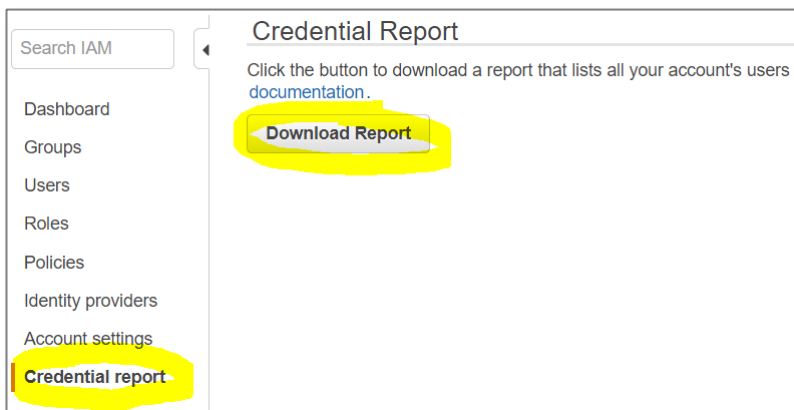 Search IAM
Dashboard
Groups
Users
Roles
Policies
Identity providers
Account settings
Credential report
Credential Report
Click the button to download a report that lists all your account's users
documentation.
Download Report